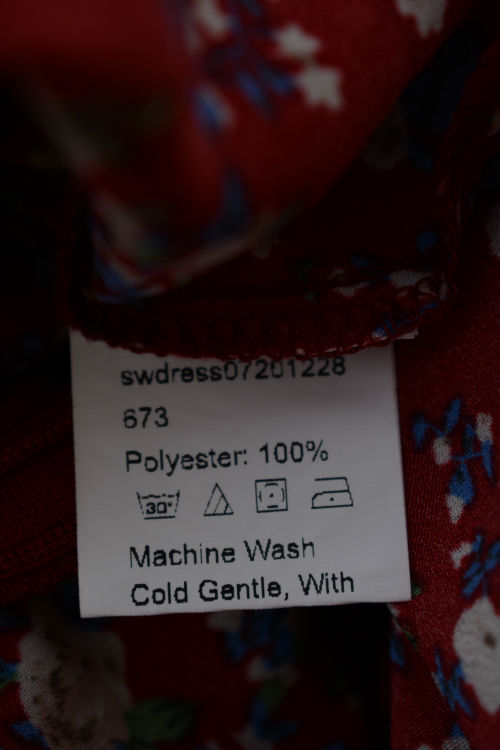 swdress07201228
673
Polyester: 100%
30°
Machine Wash
Cold Gentle, With